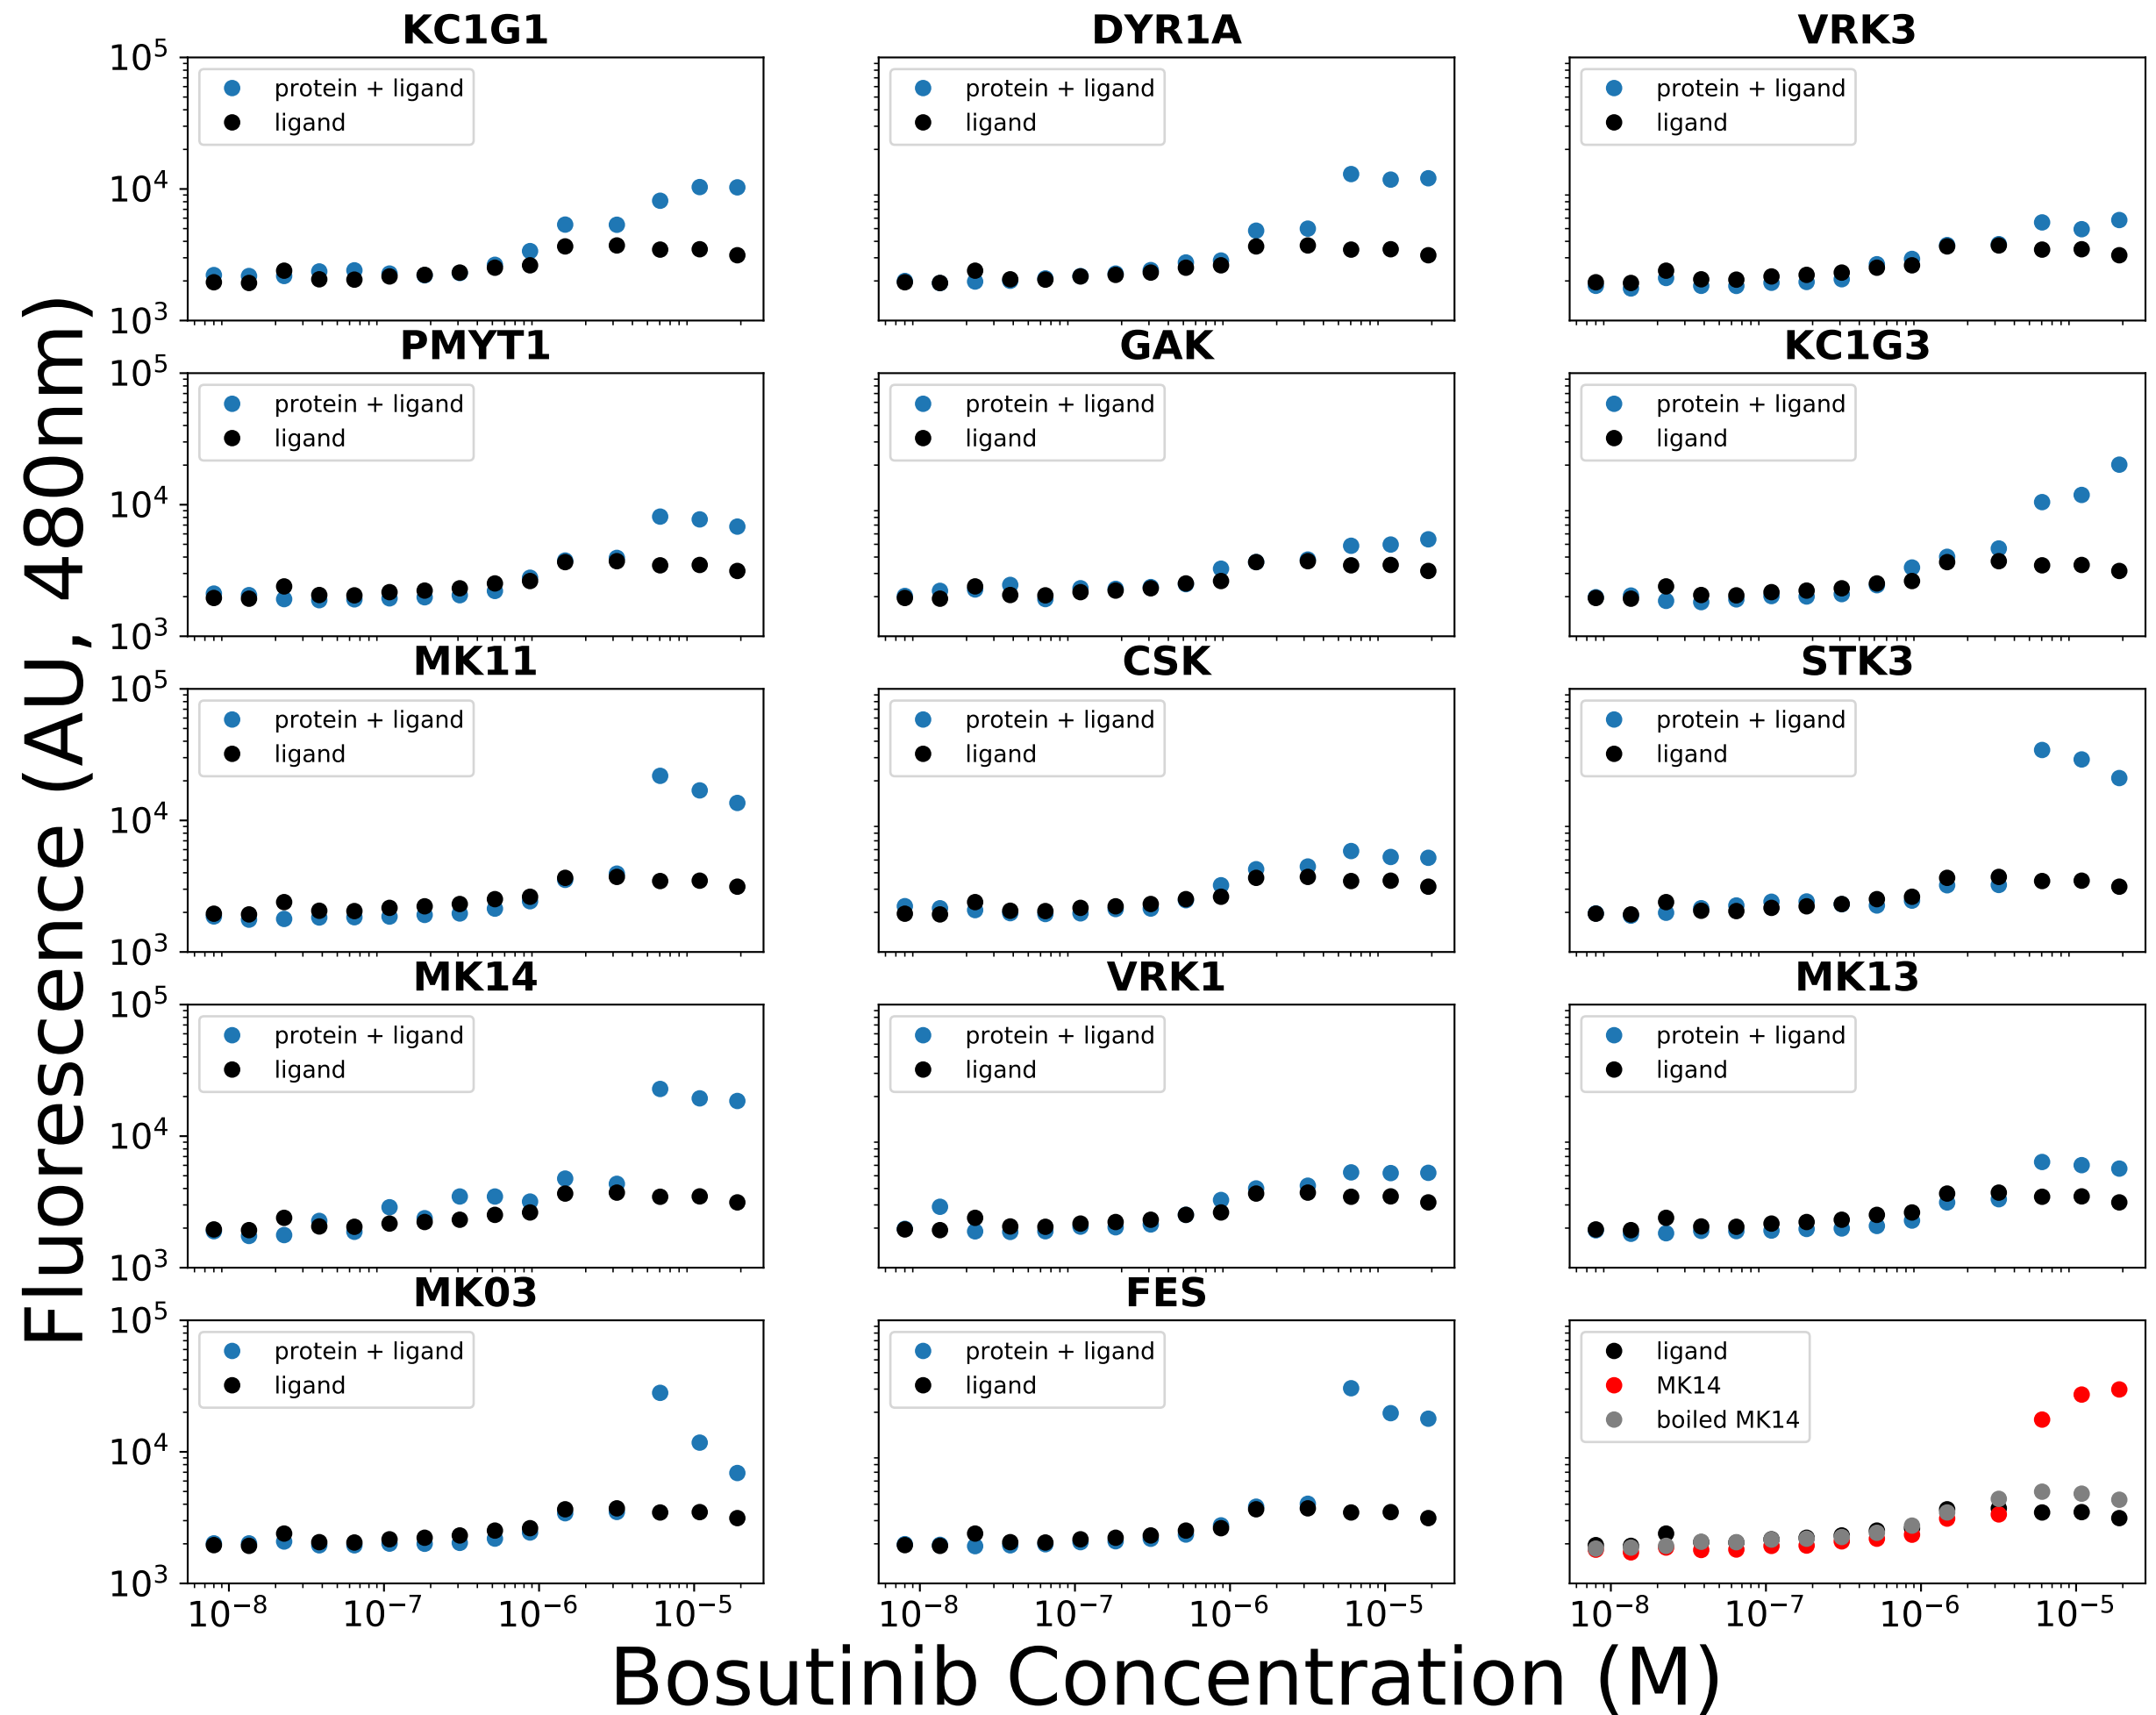 KC1G1
DYR1A
VRK3
10⁵
10⁴
10³
protein + ligand
ligand
protein + ligand
ligand
protein + ligand
ligand
PMYT1
GAK
KC1G3
10⁵
10⁴
10³
protein + ligand
ligand
protein + ligand
ligand
protein + ligand
ligand
MK11
CSK
STK3
10⁵
10⁴
10³
protein + ligand
ligand
protein + ligand
ligand
protein + ligand
ligand
MK14
VRK1
MK13
10⁵
10⁴
10³
protein + ligand
ligand
protein + ligand
ligand
protein + ligand
ligand
MK03
FES
10⁵
10⁴
10³
protein + ligand
ligand
protein + ligand
ligand
ligand
MK14
boiled MK14
10⁻⁸ 10⁻⁷ 10⁻⁶ 10⁻⁵
10⁻⁸ 10⁻⁷ 10⁻⁶ 10⁻⁵
10⁻⁸ 10⁻⁷ 10⁻⁶ 10⁻⁵
Fluorescence (AU, 480nm)
Bosutinib Concentration (M)